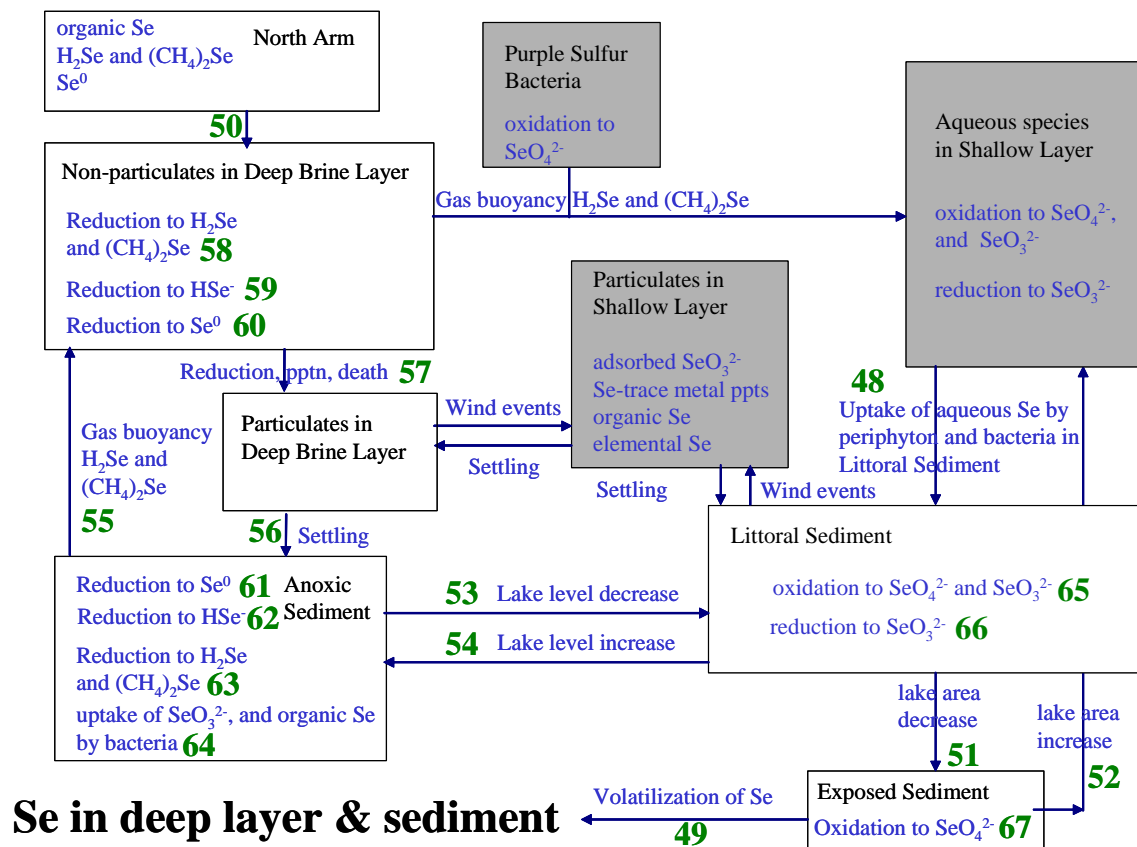 organic Se
North Arm
H₂Se and (CH₄)₂Se
Se⁰
50
Purple Sulfur
Bacteria
oxidation to
SeO₄²⁻
Aqueous species
in Shallow Layer
oxidation to SeO₄²⁻,
and SeO₃²⁻
reduction to SeO₃²⁻
Non-particulates in Deep Brine Layer
Reduction to H₂Se
and (CH₄)₂Se 58
Reduction to HSe⁻ 59
Reduction to Se⁰ 60
Gas buoyancy H₂Se and (CH₄)₂Se
Particulates in
Shallow Layer
adsorbed SeO₃²⁻
Se-trace metal ppts
organic Se
elemental Se
Reduction, pptn, death 57
48
Uptake of aqueous Se by
periphyton and bacteria in
Littoral Sediment
Particulates in
Deep Brine Layer
Wind events
Settling
Gas buoyancy
H₂Se and
(CH₄)₂Se
55
Settling
Wind events
56 Settling
Littoral Sediment
oxidation to SeO₄²⁻ and SeO₃²⁻ 65
reduction to SeO₃²⁻ 66
Reduction to Se⁰ 61
Anoxic
Sediment
Reduction to HSe⁻ 62
Reduction to H₂Se
and (CH₄)₂Se 63
uptake of SeO₃²⁻, and organic Se
by bacteria 64
53 Lake level decrease
54 Lake level increase
lake area
decrease
51
lake area
increase
52
Exposed Sediment
Oxidation to SeO₄²⁻ 67
Volatilization of Se
49
Se in deep layer & sediment